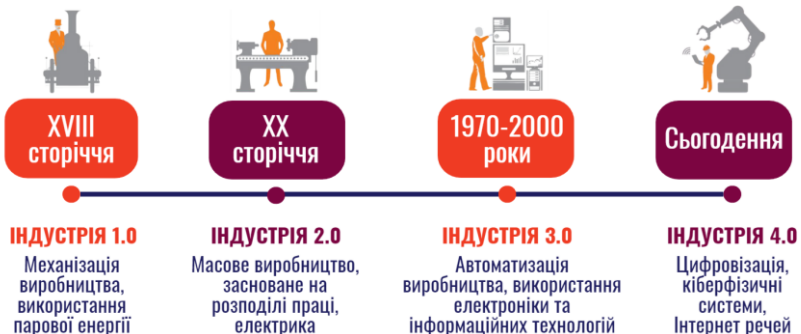 XVIII
сторіччя
XX
сторіччя
1970-2000
роки
Сьогодення
ІНДУСТРІЯ 1.0
Механізація
виробництва,
використання
парової енергії
ІНДУСТРІЯ 2.0
Масове виробництво,
засноване на
розподілі праці,
електрика
ІНДУСТРІЯ 3.0
Автоматизація
виробництва, використання
електроніки та
інформаційних технологій
ІНДУСТРІЯ 4.0
Цифровізація,
кіберфізичні
системи,
Інтернет речей